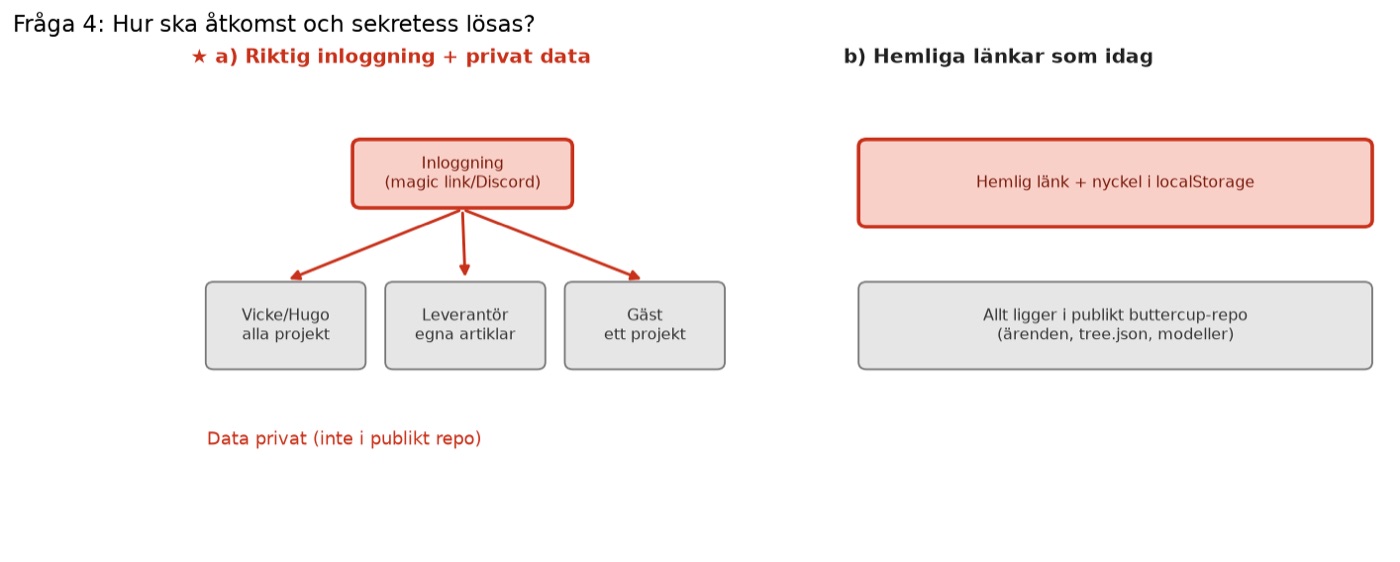 Fråga 4: Hur ska åtkomst och sekretess lösas?
★ a) Riktig inloggning + privat data
b) Hemliga länkar som idag
Inloggning
(magic link/Discord)
Hemlig länk + nyckel i localStorage
Vicke/Hugo
alla projekt
Leverantör
egna artiklar
Gäst
ett projekt
Allt ligger i publikt buttercup-repo
(ärenden, tree.json, modeller)
Data privat (inte i publikt repo)